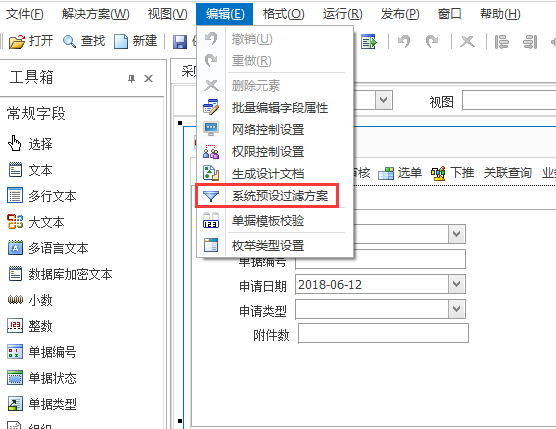 文件(F) 解决方案(W) 视图(V) 编辑(E) 格式(O) 运行(R) 发布(P) 窗口 帮助(H)
打开 查找 新建
撤销(U)
重做(R)
删除元素
批量编辑字段属性
网络控制设置
权限控制设置
生成设计文档
系统预设过滤方案
单据模板校验
枚举类型设置
工具箱
常规字段
选择
文本
多行文本
大文本
多语言文本
数据库加密文本
小数
整数
单据编号
单据状态
单据类型
视图
选单 下推 关联查询
单据编号
申请日期 2018-06-12
申请类型
附件数